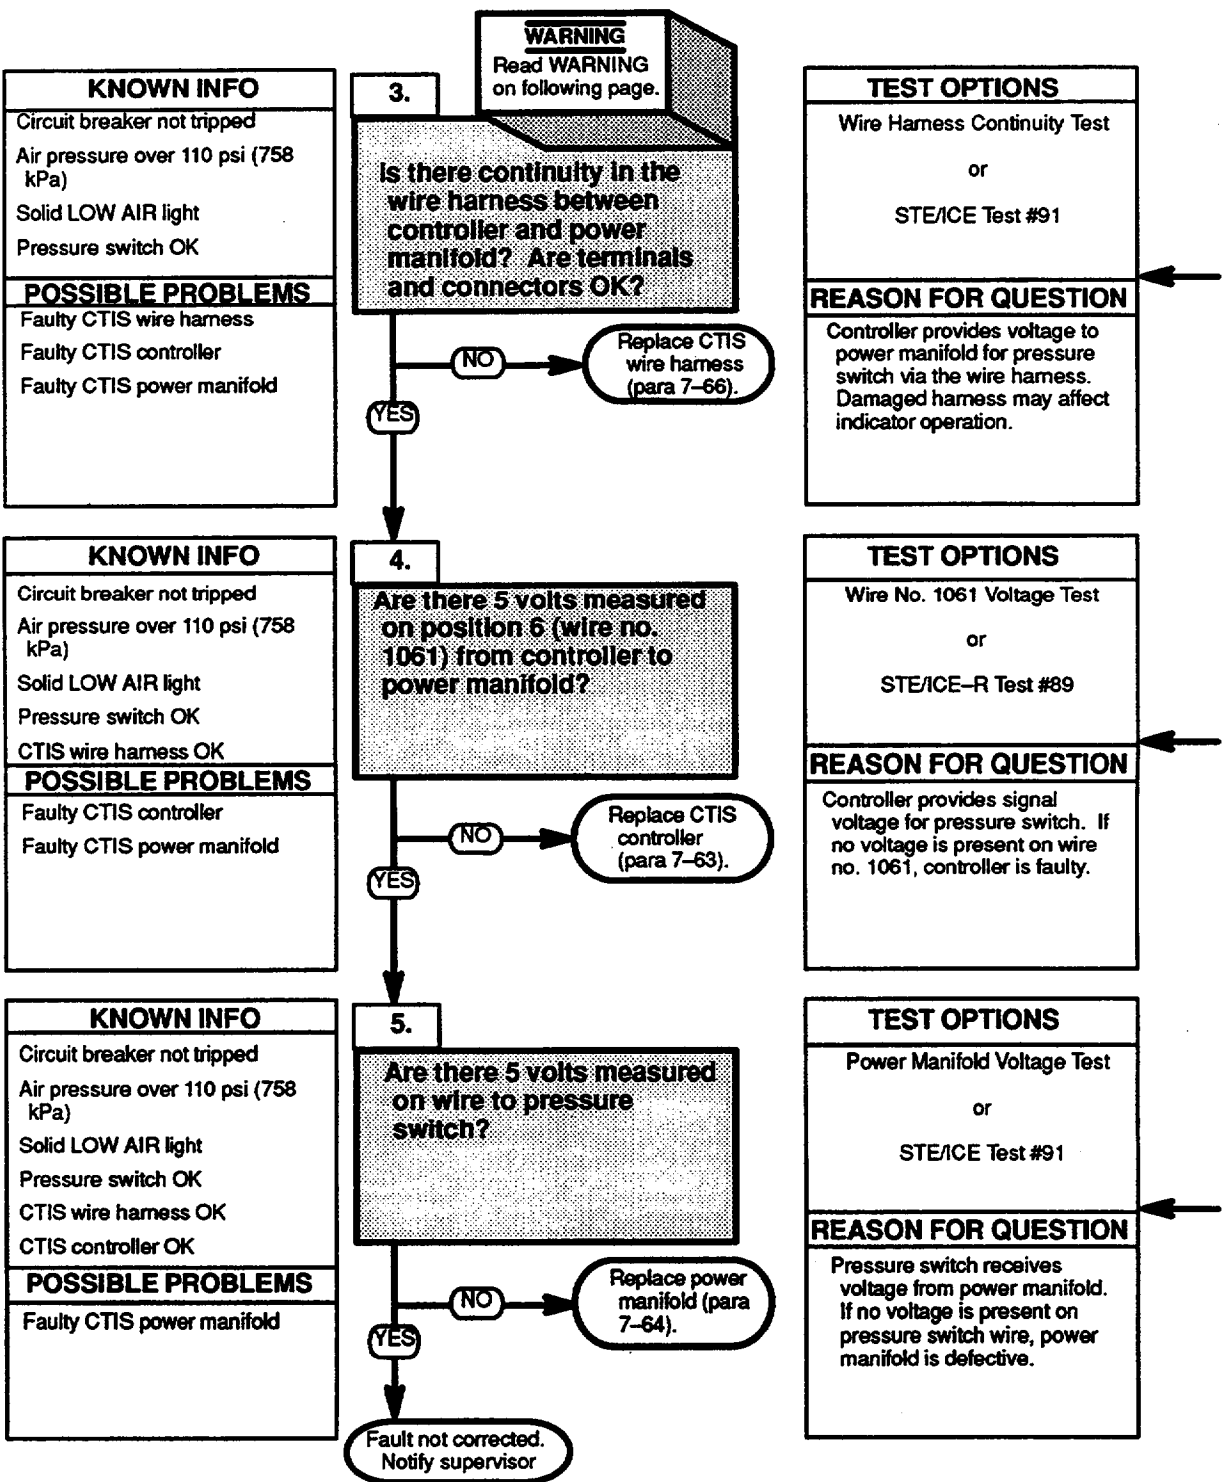 WARNING
Read WARNING
on following page.
KNOWN INFO
Circuit breaker not tripped
Air pressure over 110 psi (758
kPa)
Solid LOW AIR light
Pressure switch OK
POSSIBLE PROBLEMS
Faulty CTIS wire harness
Faulty CTIS controller
Faulty CTIS power manifold
3.
Is there continuity in the
wire harness between
controller and power
manifold? Are terminals
and connectors OK?
NO
Replace CTIS
wire harness
(para 7–66).
YES
TEST OPTIONS
Wire Harness Continuity Test
or
STE/ICE Test #91
REASON FOR QUESTION
Controller provides voltage to
power manifold for pressure
switch via the wire harness.
Damaged harness may affect
indicator operation.
KNOWN INFO
Circuit breaker not tripped
Air pressure over 110 psi (758
kPa)
Solid LOW AIR light
Pressure switch OK
CTIS wire harness OK
POSSIBLE PROBLEMS
Faulty CTIS controller
Faulty CTIS power manifold
4.
Are there 5 volts measured
on position 6 (wire no.
1061) from controller to
power manifold?
NO
Replace CTIS
controller
(para 7–63).
YES
TEST OPTIONS
Wire No. 1061 Voltage Test
or
STE/ICE–R Test #89
REASON FOR QUESTION
Controller provides signal
voltage for pressure switch. If
no voltage is present on wire
no. 1061, controller is faulty.
KNOWN INFO
Circuit breaker not tripped
Air pressure over 110 psi (758
kPa)
Solid LOW AIR light
Pressure switch OK
CTIS wire harness OK
CTIS controller OK
POSSIBLE PROBLEMS
Faulty CTIS power manifold
5.
Are there 5 volts measured
on wire to pressure
switch?
NO
Replace power
manifold (para
7–64).
YES
Fault not corrected.
Notify supervisor
TEST OPTIONS
Power Manifold Voltage Test
or
STE/ICE Test #91
REASON FOR QUESTION
Pressure switch receives
voltage from power manifold.
If no voltage is present on
pressure switch wire, power
manifold is defective.